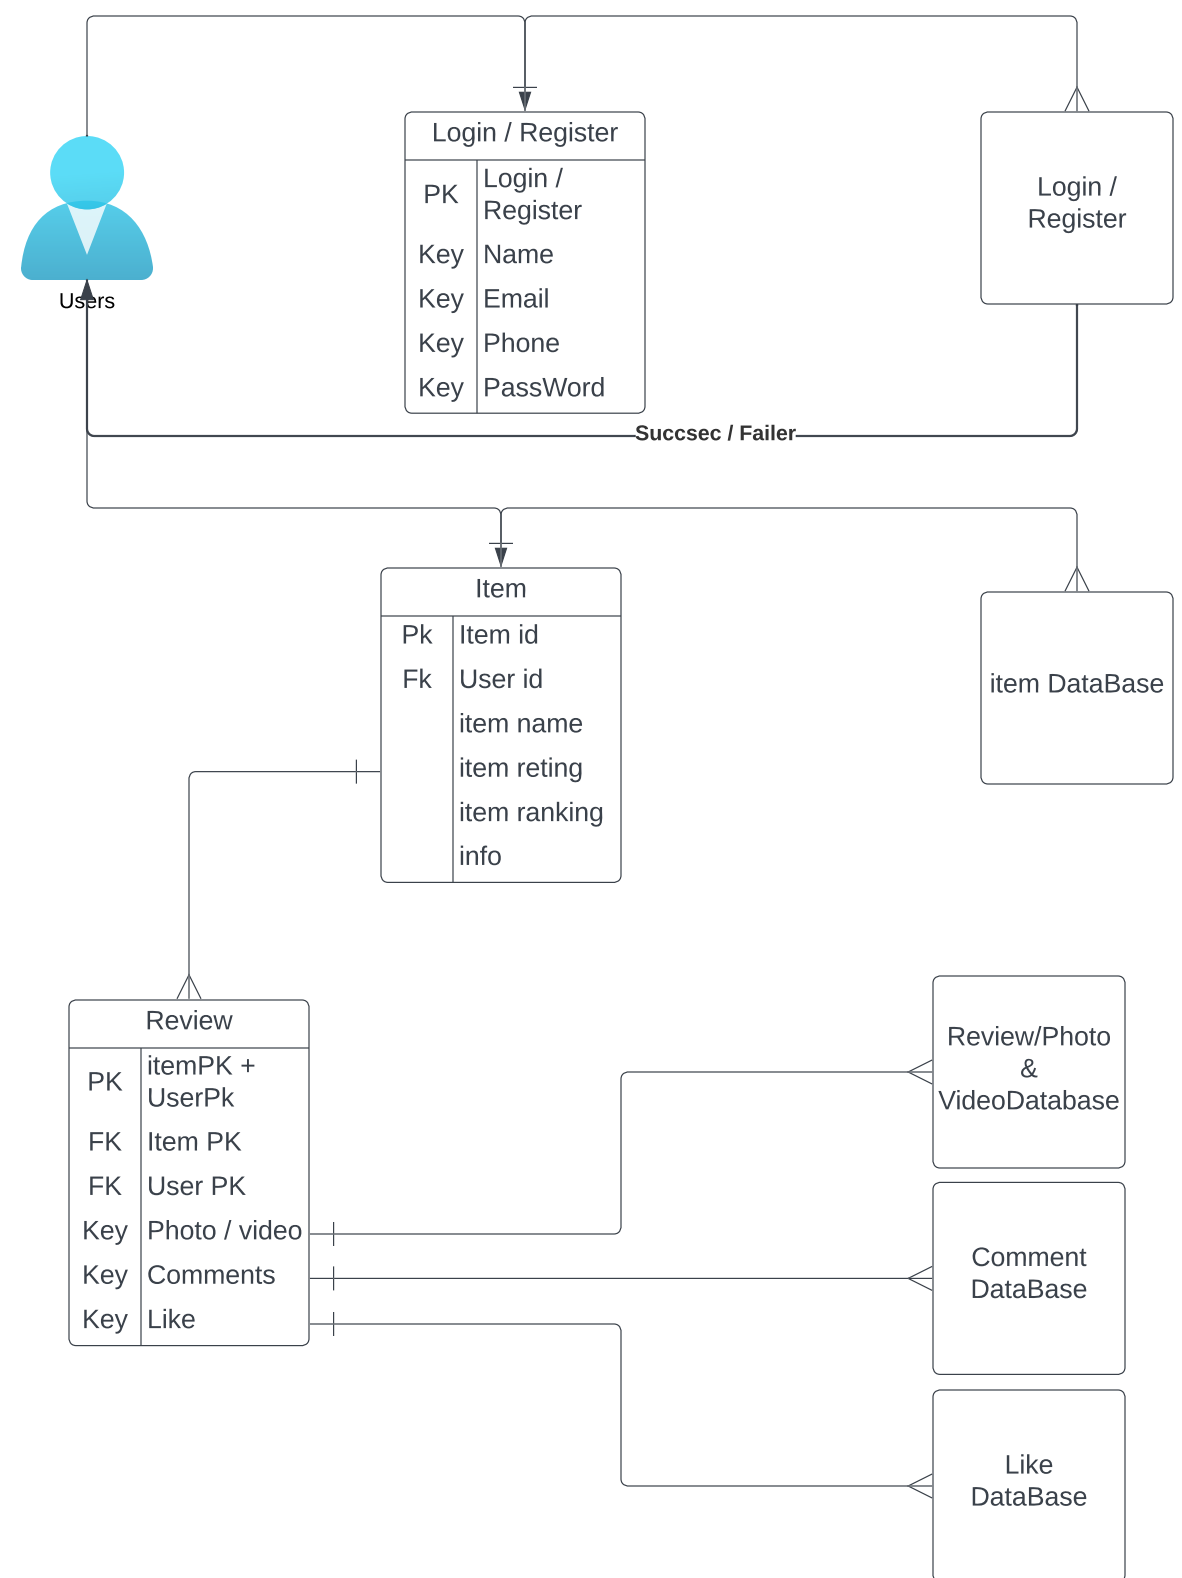 Login / Register
PK
Login /
Register
Key Name
Key Email
Key Phone
Key PassWord
Login /
Register
Users
Succsec / Failer
Item
Pk Item id
Fk User id
item name
item reting
item ranking
info
item DataBase
Review
PK
itemPK +
UserPk
FK Item PK
FK User PK
Key Photo / video
Key Comments
Key Like
Review/Photo
&
VideoDatabase
Comment
DataBase
Like
DataBase